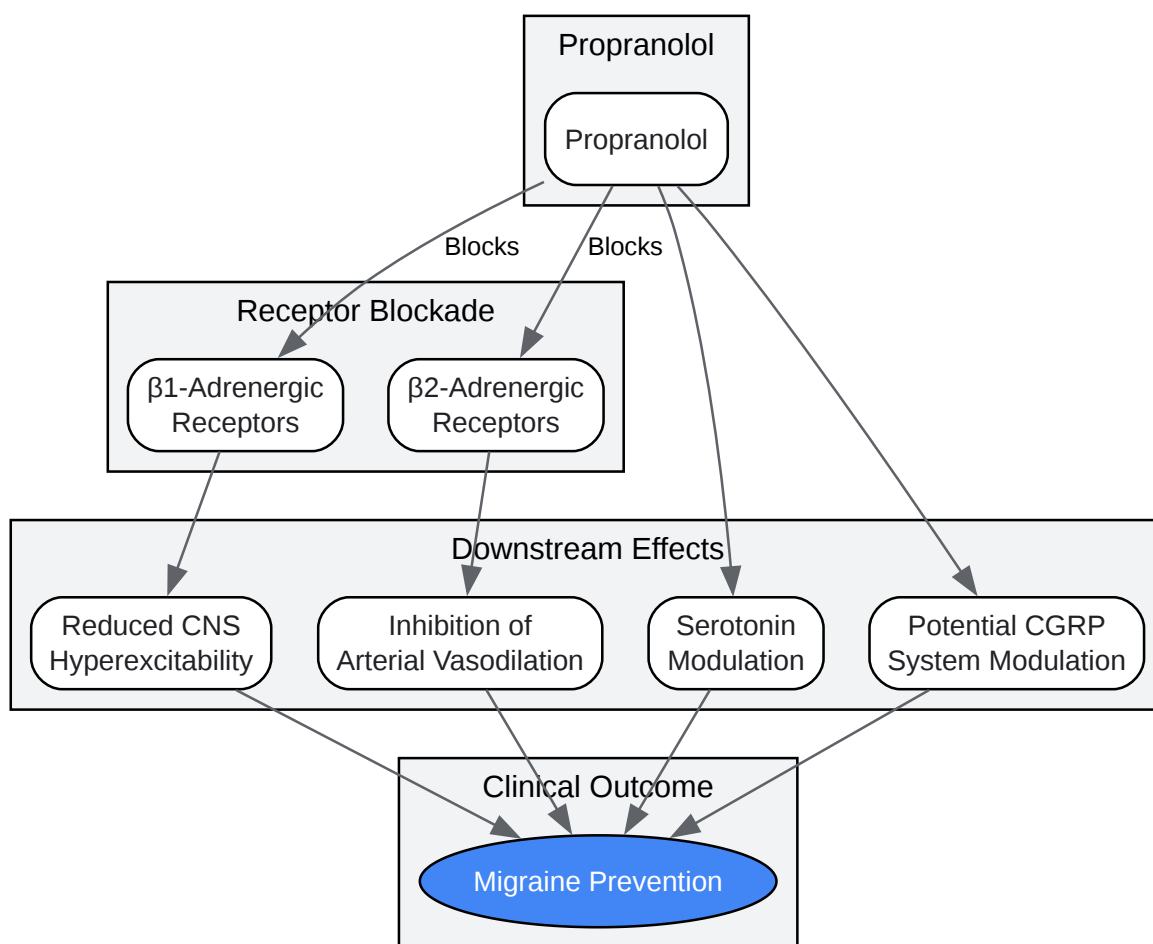 Propranolol
Propranolol
Blocks
Blocks
Receptor Blockade
β1-Adrenergic
Receptors
β2-Adrenergic
Receptors
Downstream Effects
Reduced CNS
Hyperexcitability
Inhibition of
Arterial Vasodilation
Serotonin
Modulation
Potential CGRP
System Modulation
Clinical Outcome
Migraine Prevention